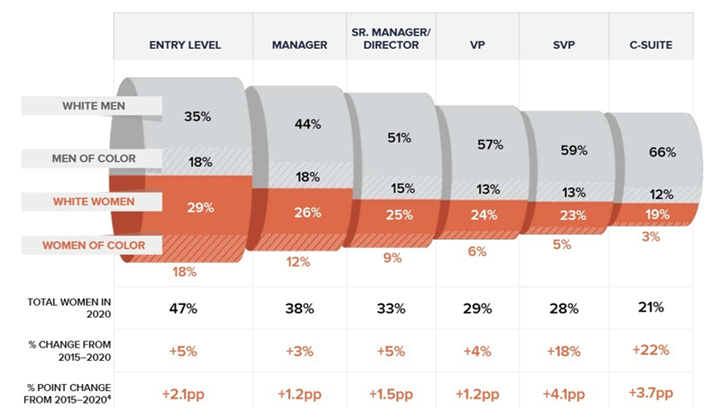 ENTRY LEVEL MANAGER SR. MANAGER/ DIRECTOR VP SVP C-SUITE
WHITE MEN 35% 44% 51% 57% 59% 66%
MEN OF COLOR 18% 18% 15% 13% 13% 12%
WHITE WOMEN 29% 26% 25% 24% 23% 19%
WOMEN OF COLOR 18% 12% 9% 6% 5% 3%
TOTAL WOMEN IN 2020 47% 38% 33% 29% 28% 21%
% CHANGE FROM 2015–2020 +5% +3% +5% +4% +18% +22%
% POINT CHANGE FROM 2015–2020⁴ +2.1pp +1.2pp +1.5pp +1.2pp +4.1pp +3.7pp